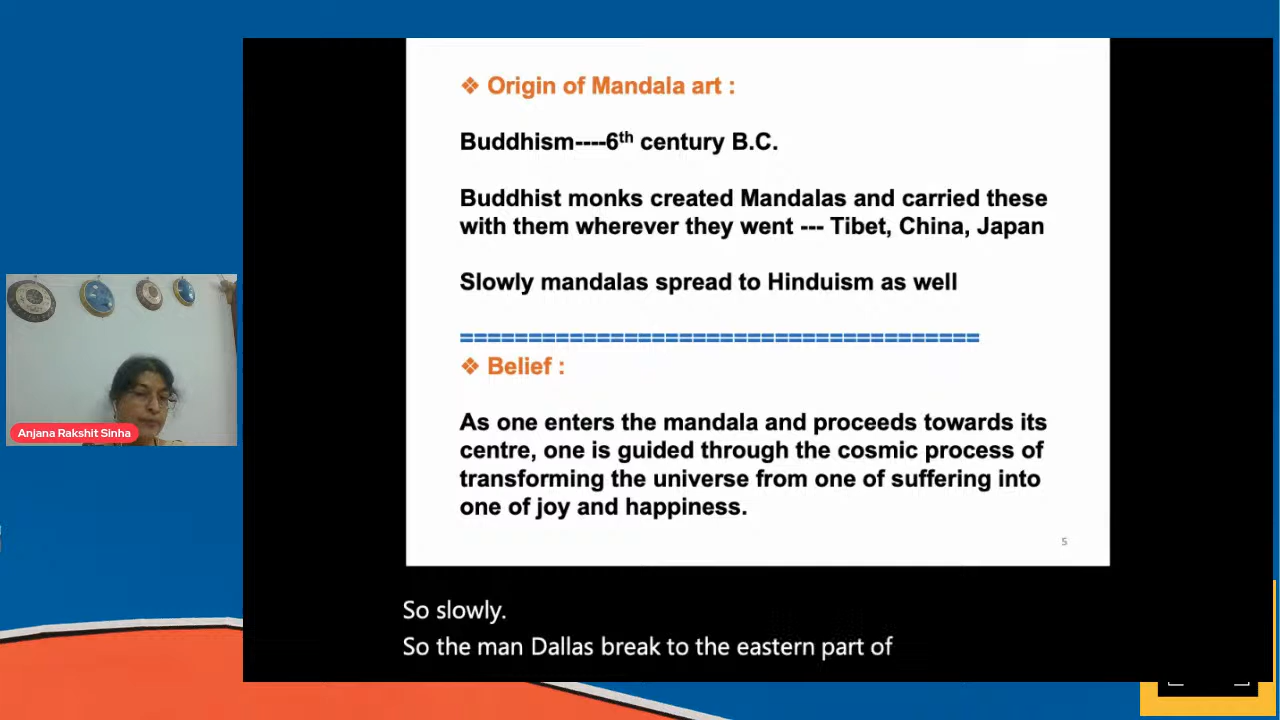 ❖ Origin of Mandala art :
Buddhism----6th century B.C.
Buddhist monks created Mandalas and carried these
with them wherever they went --- Tibet, China, Japan
Slowly mandalas spread to Hinduism as well
======================================
❖ Belief :
As one enters the mandala and proceeds towards its
centre, one is guided through the cosmic process of
transforming the universe from one of suffering into
one of joy and happiness.
5
Anjana Rakshit Sinha
So slowly.
So the man Dallas break to the eastern part of